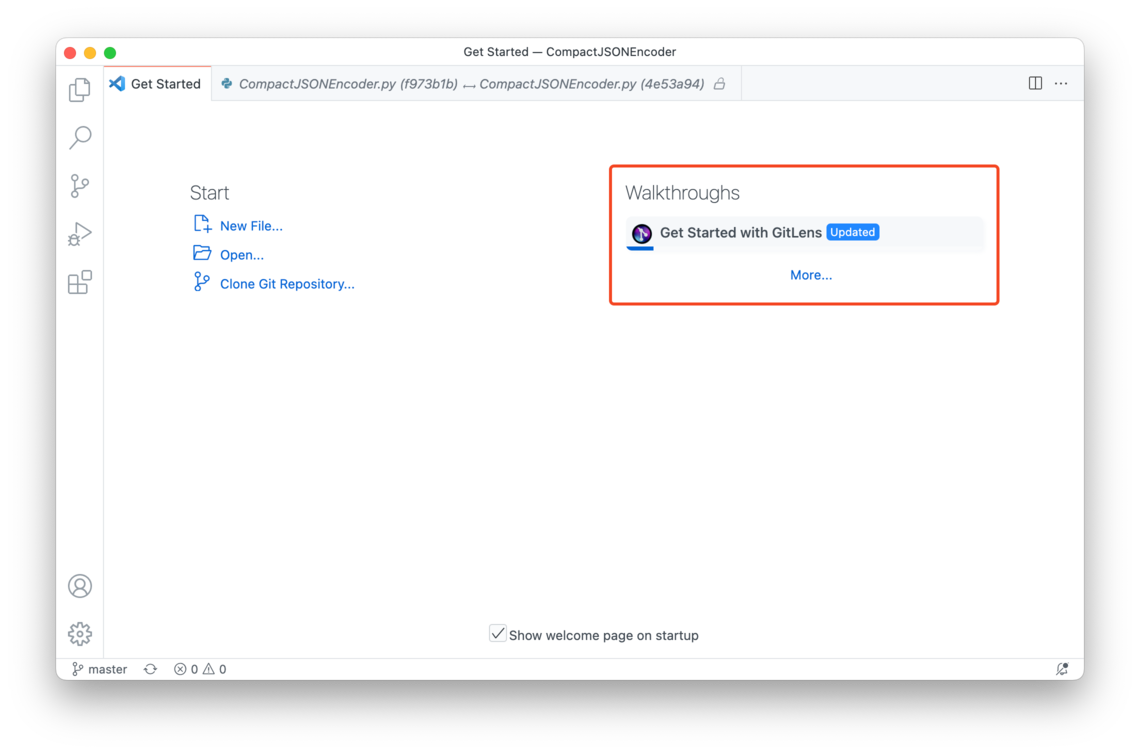 Get Started — CompactJSONEncoder
Get Started
CompactJSONEncoder.py (f973b1b) ↔ CompactJSONEncoder.py (4e53a94)
Start
New File...
Open...
Clone Git Repository...
Walkthroughs
Get Started with GitLens Updated
More...
Show welcome page on startup
master 0 0